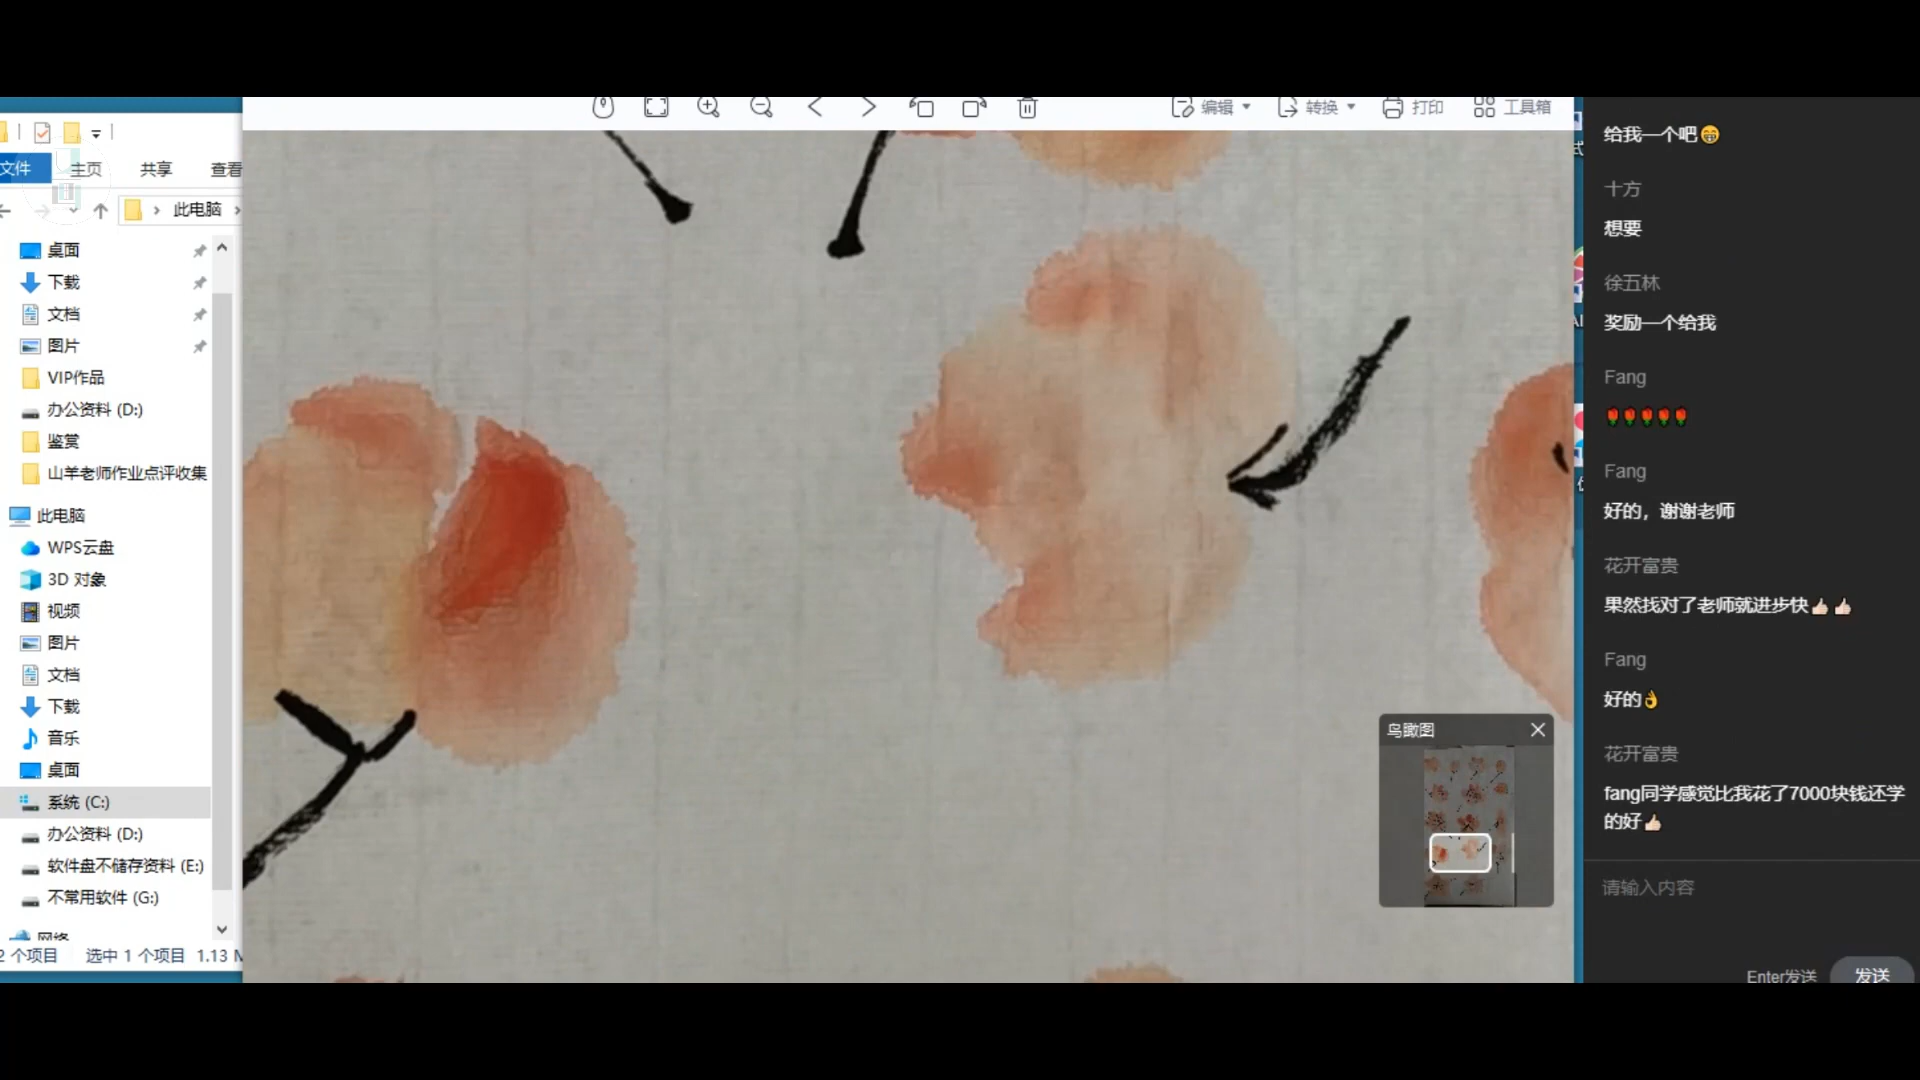 编辑
转换
打印
工具箱
文件
主页
共享
查看
此电脑
桌面
下载
文档
图片
VIP作品
办公资料 (D:)
鉴赏
山羊老师作业点评收集
此电脑
WPS云盘
3D 对象
视频
图片
文档
下载
音乐
桌面
系统 (C:)
办公资料 (D:)
软件盘不储存资料 (E:)
不常用软件 (G:)
网络
2 个项目 选中 1 个项目 1.13 M
鸟瞰图
给我一个吧😁
十方
想要
徐五林
奖励一个给我
Fang
🌹🌹🌹🌹🌹
Fang
好的，谢谢老师
花开富贵
果然找对了老师就进步快👍🏻👍🏻
Fang
好的👌
花开富贵
fang同学感觉比我花了7000块钱还学
的好👍🏻
请输入内容
Enter发送
发送